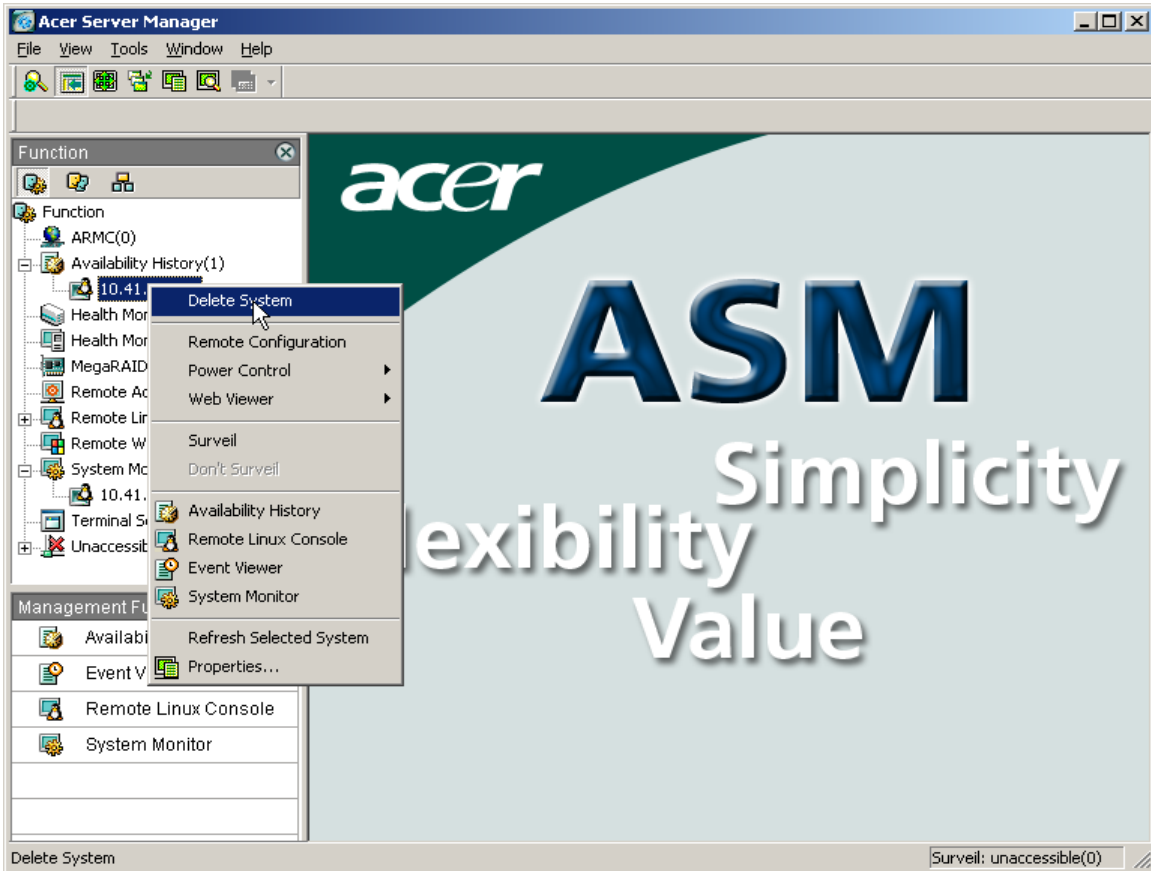 Acer Server Manager
File View Tools Window Help
Function
Function
ARMC(0)
Availability History(1)
10.41.
Health Mor
Health Mor
MegaRAID
Remote Ac
Remote Lir
Remote W
System Mo
10.41.
Terminal S
Unaccessib
Delete System
Remote Configuration
Power Control
Web Viewer
Surveil
Don't Surveil
Availability History
Remote Linux Console
Event Viewer
System Monitor
Refresh Selected System
Properties...
Management Fu
Availabi
Event V
Remote Linux Console
System Monitor
acer
ASM
Simplicity
lexibility
Value
Delete System
Surveil: unaccessible(0)